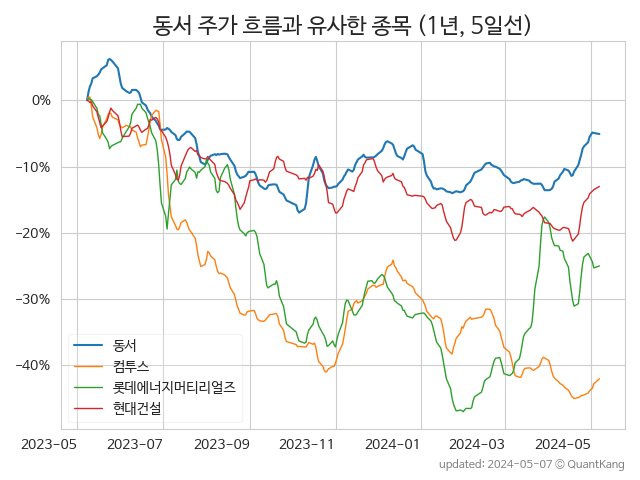 동서 주가 흐름과 유사한 종목 (1년, 5일선)
0%
−10%
−20%
−30%
−40%
동서
컴투스
롯데에너지머티리얼즈
현대건설
2023-05
2023-07
2023-09
2023-11
2024-01
2024-03
2024-05
updated: 2024-05-07 © QuantKang